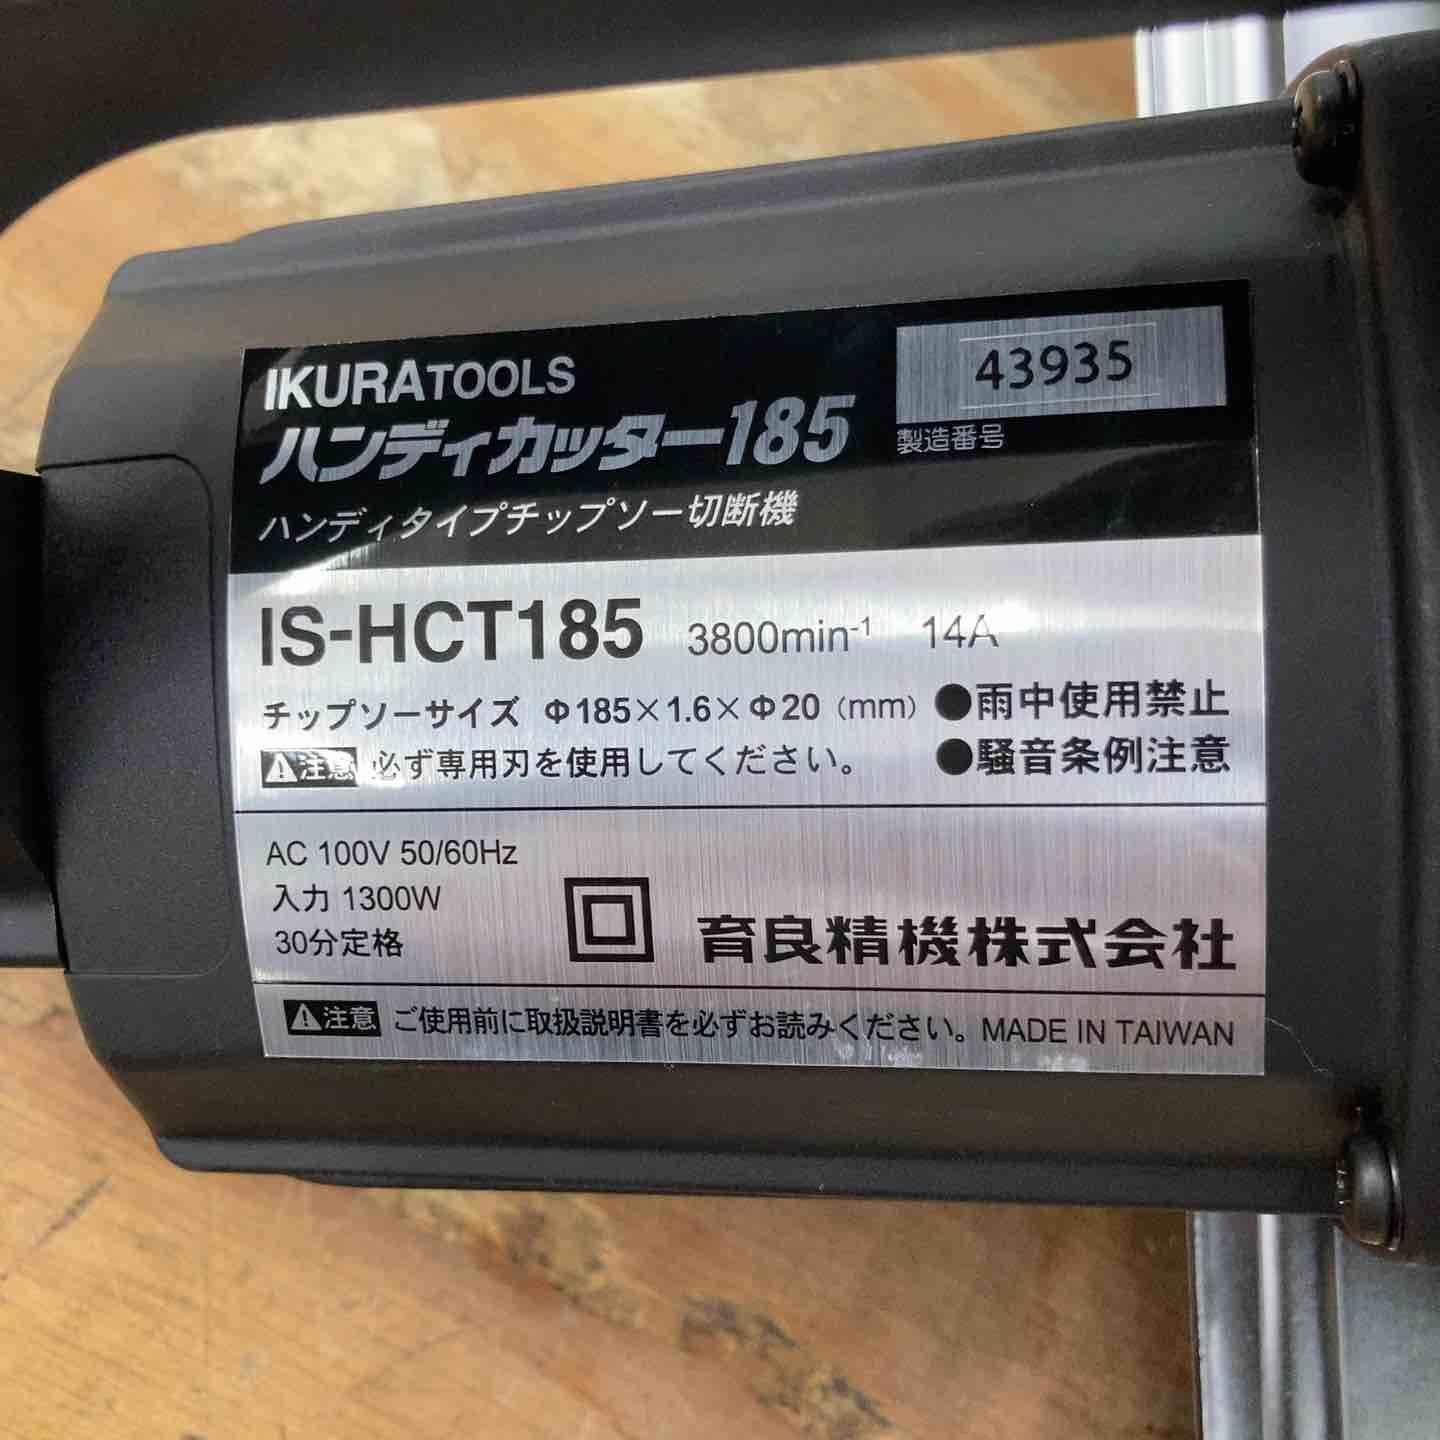 IKURATOOLS
ハンディカッター185
ハンディタイプチップソー切断機
43935
製造番号
IS-HCT185 3800min⁻¹ 14A
チップソーサイズ Φ185×1.6×Φ20（mm）
注意 必ず専用刃を使用してください。
●雨中使用禁止
●騒音条例注意
AC 100V 50/60Hz
入力 1300W
30分定格
育良精機株式会社
注意 ご使用前に取扱説明書を必ずお読みください。 MADE IN TAIWAN